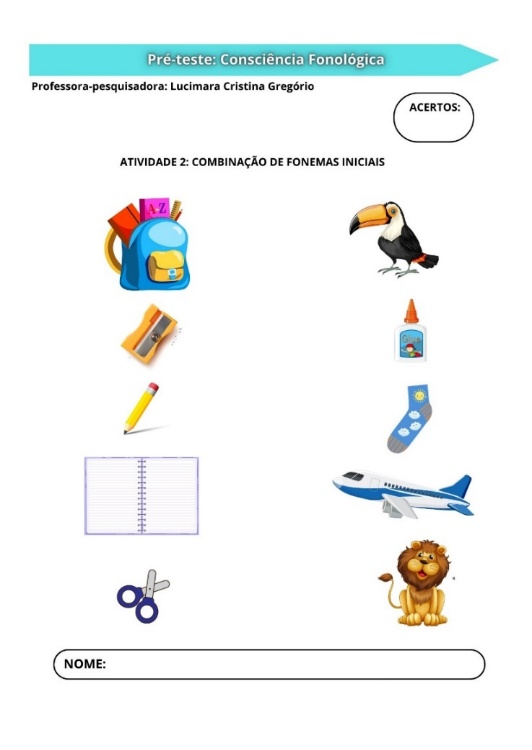 Pré-teste: Consciência Fonológica
Professora-pesquisadora: Lucimara Cristina Gregório
ACERTOS:
ATIVIDADE 2: COMBINAÇÃO DE FONEMAS INICIAIS
A-Z
NOME: